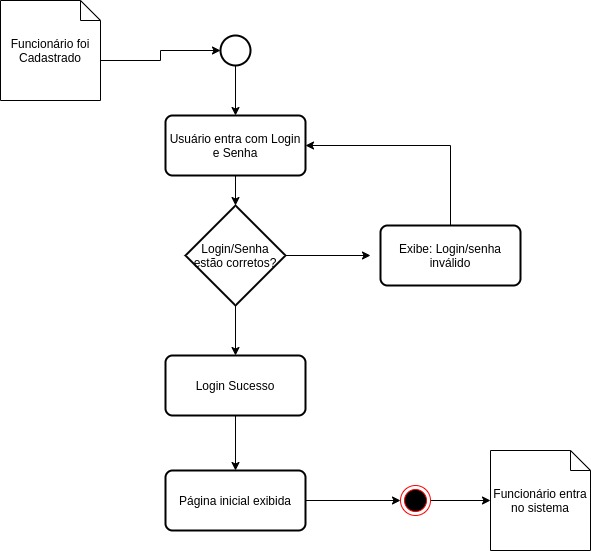 Funcionário foi
Cadastrado
Usuário entra com Login
e Senha
Login/Senha
estão corretos?
Exibe: Login/senha
inválido
Login Sucesso
Página inicial exibida
Funcionário entra
no sistema